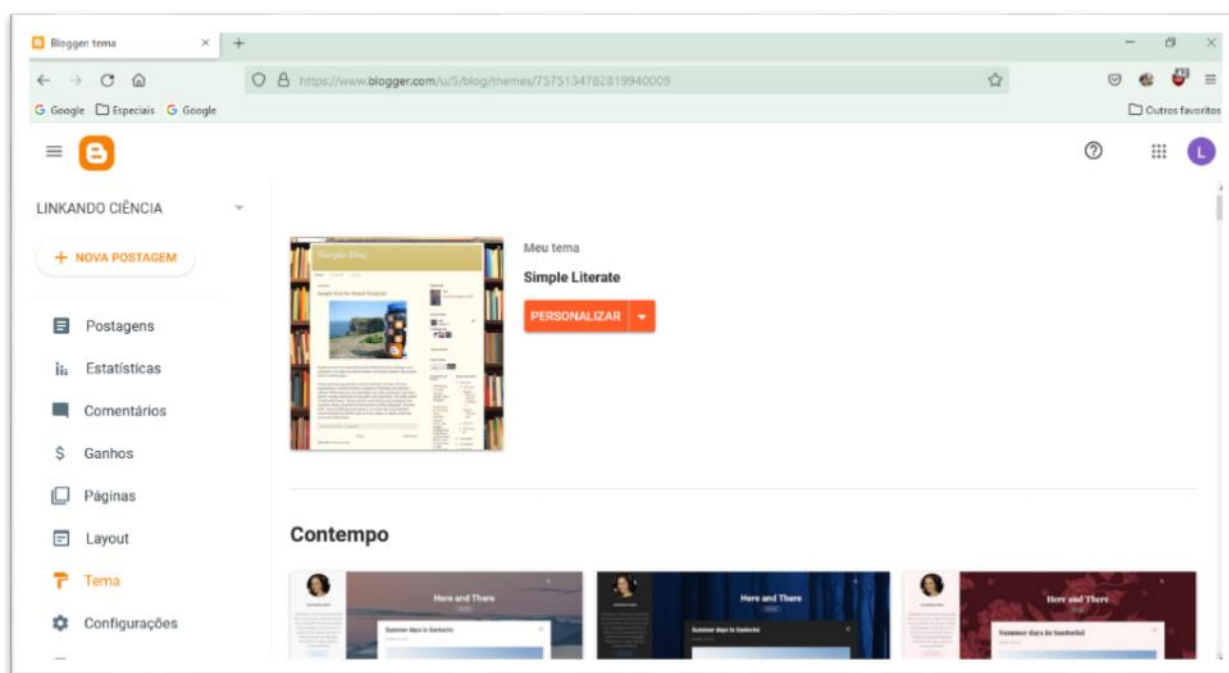 Blogger: tema
https://www.blogger.com/u/5/blog/themes/7575134782819940009
Google Especiais Google
Outros favoritos
L
LINKANDO CIÊNCIA
+ NOVA POSTAGEM
Postagens
Estatísticas
Comentários
Ganhos
Páginas
Layout
Tema
Configurações
Meu tema
Simple Literate
PERSONALIZAR
Contempo
Here and There
Summer days in Santorini
Here and There
Summer days in Santorini
Here and There
Summer days in Santorini